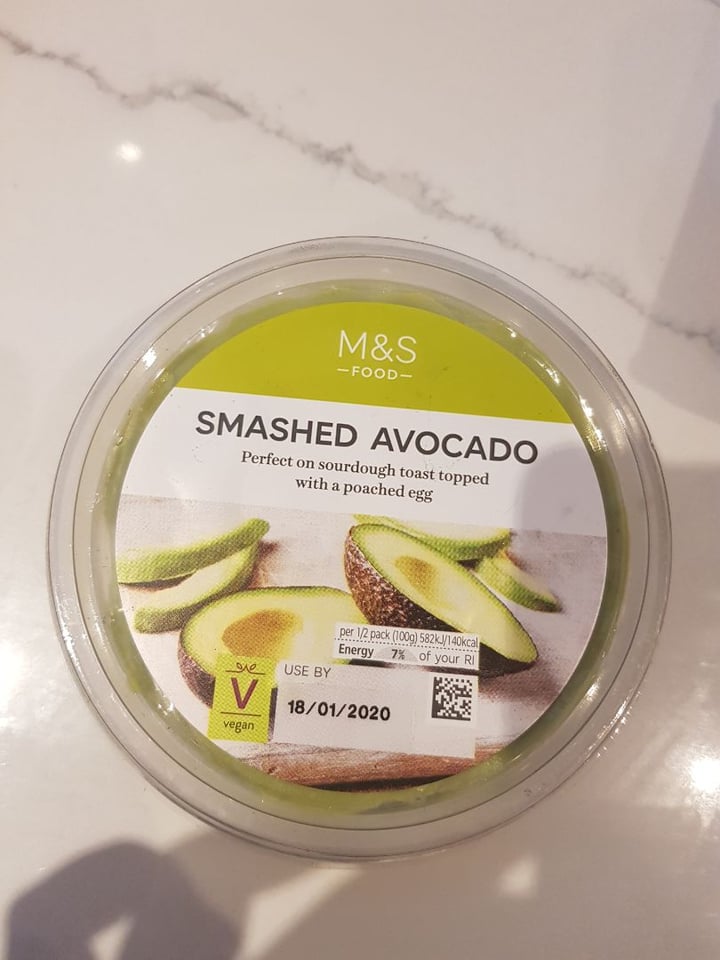 M&S
FOOD
SMASHED AVOCADO
Perfect on sourdough toast topped
with a poached egg
per 1/2 pack (100g) 582kJ/140kcal
Energy 7% of your RI
V
vegan
USE BY
18/01/2020